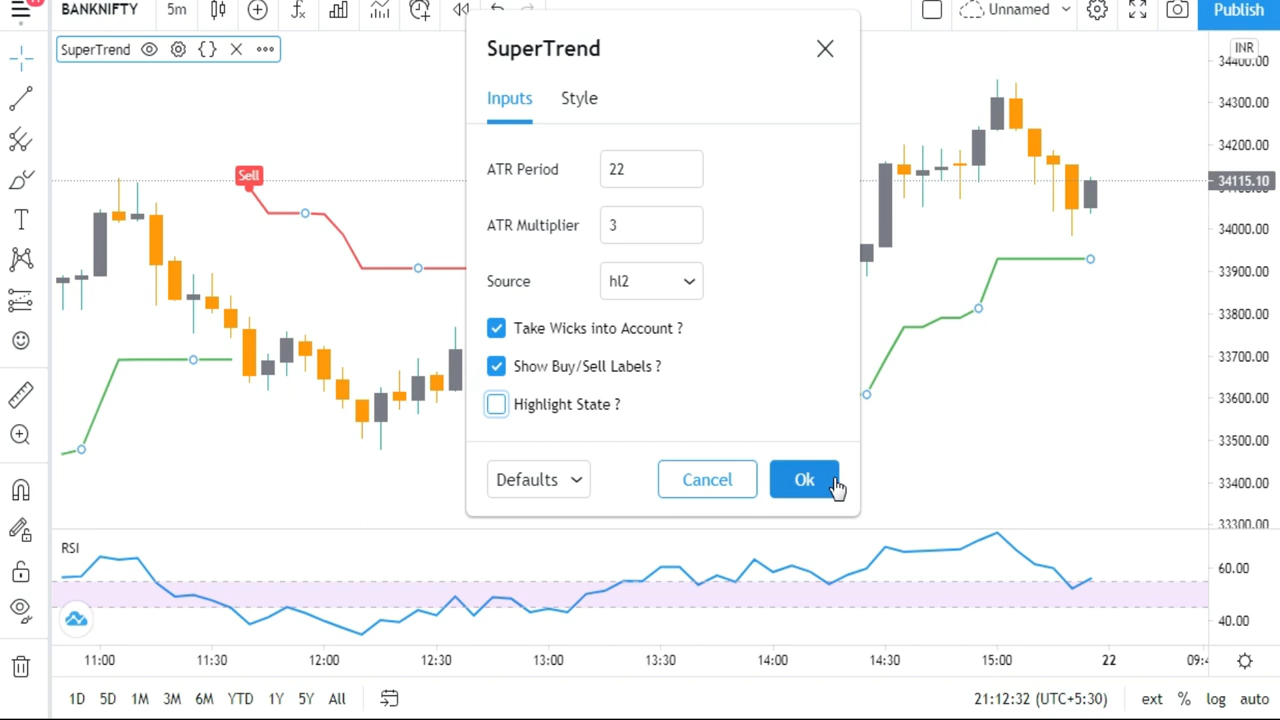 BANKNIFTY 5m Unnamed Publish
SuperTrend
SuperTrend
Inputs Style
ATR Period 22
ATR Multiplier 3
Source hl2
Take Wicks into Account ?
Show Buy/Sell Labels ?
Highlight State ?
Defaults Cancel Ok
Sell
INR
34400.00
34300.00
34200.00
34115.10
34000.00
33900.00
33800.00
33700.00
33600.00
33500.00
33400.00
33300.00
RSI
60.00
40.00
11:00 11:30 12:00 12:30 13:00 13:30 14:00 14:30 15:00 22
1D 5D 1M 3M 6M YTD 1Y 5Y All 21:12:32 (UTC+5:30) ext % log auto